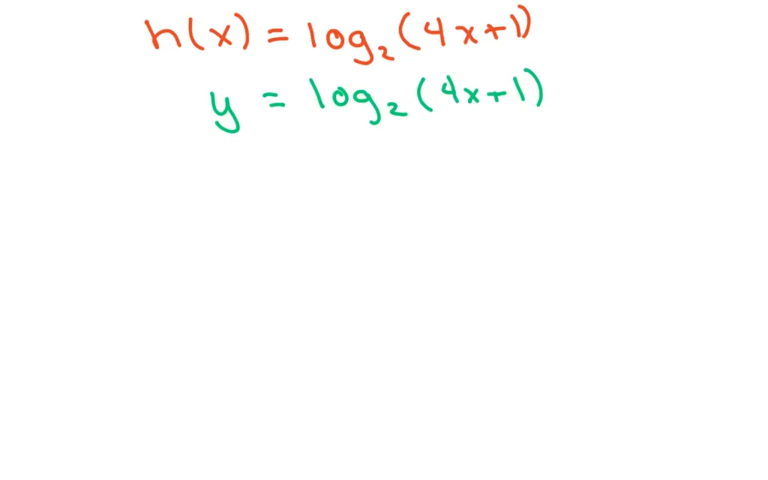 h(x) = log₂(4x+1)
y = log₂(4x+1)